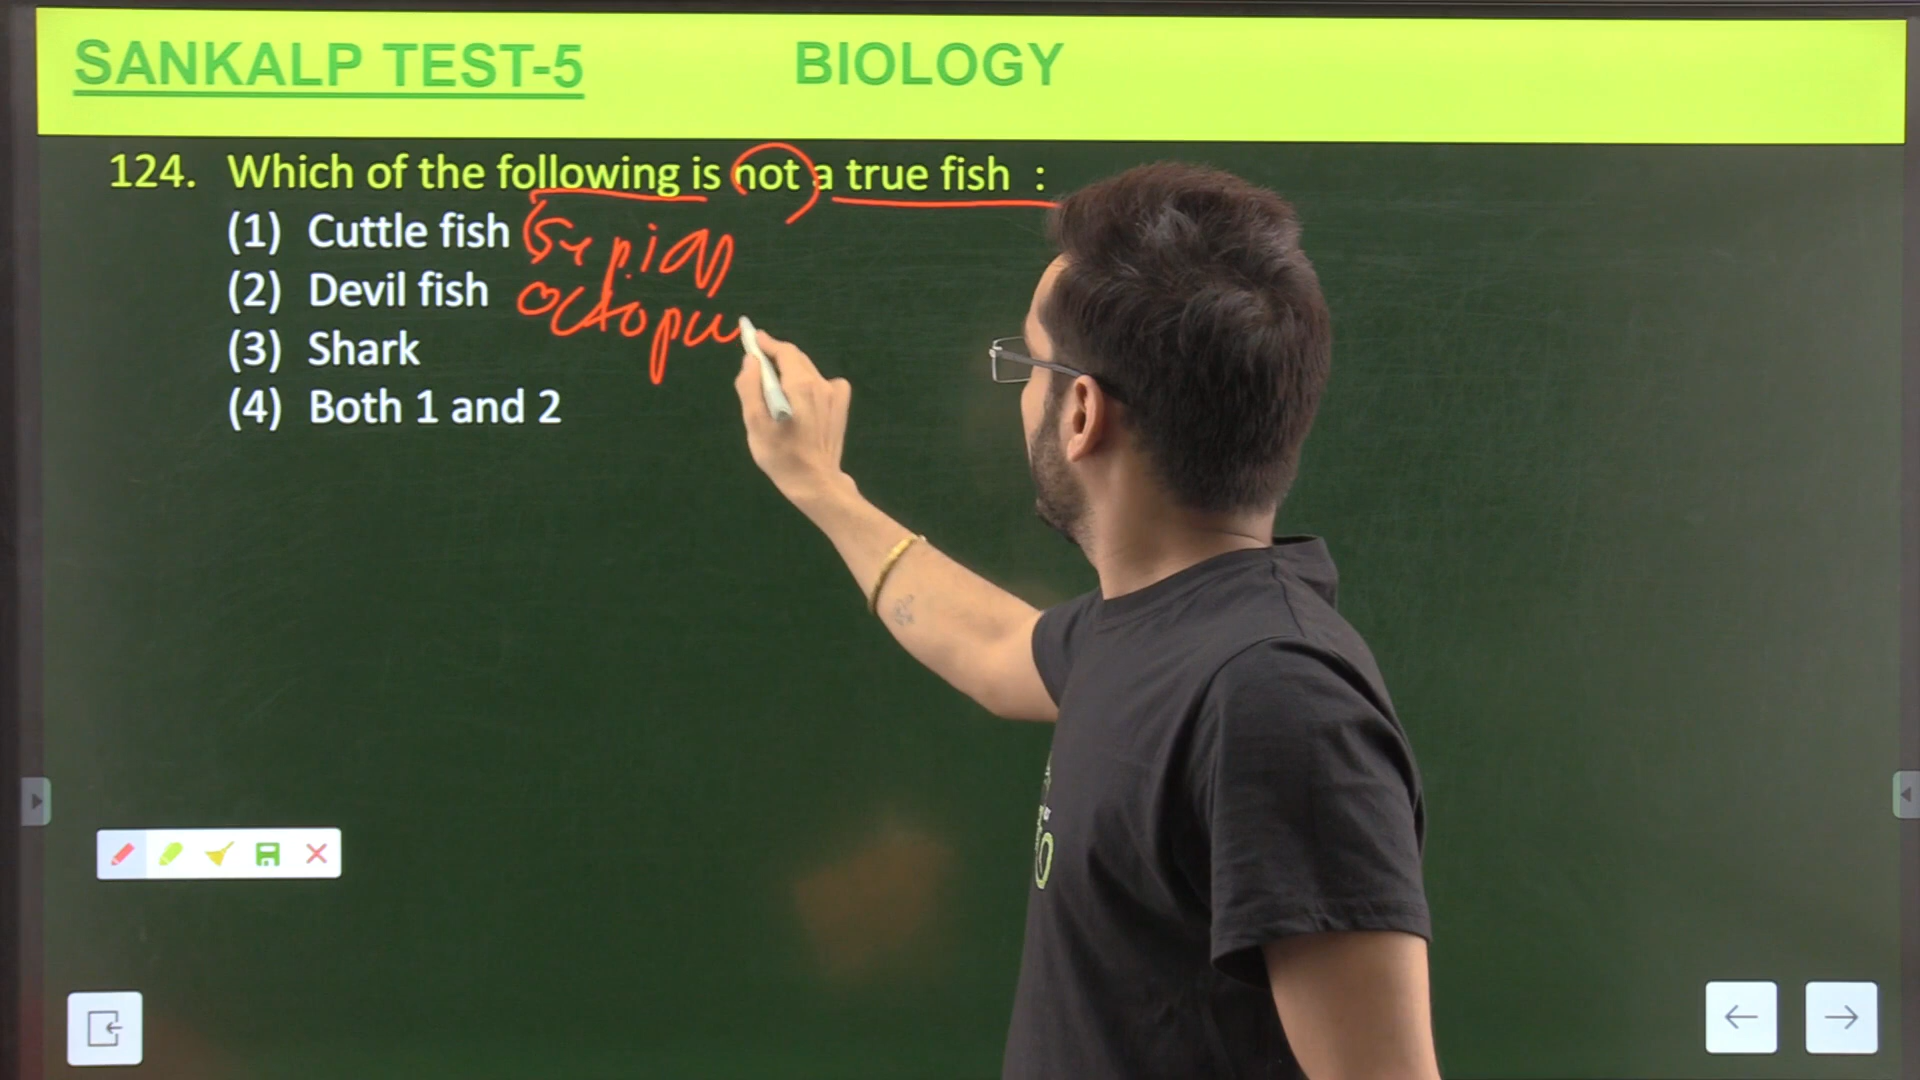 SANKALP TEST-5 BIOLOGY
124. Which of the following is not a true fish :
(1) Cuttle fish (Sepia)
(2) Devil fish Octopu
(3) Shark
(4) Both 1 and 2